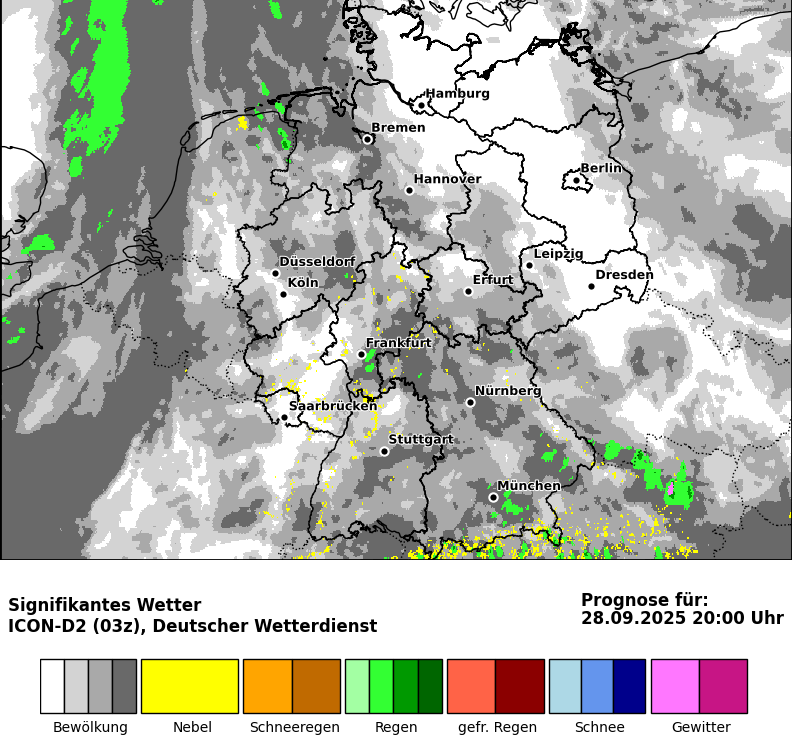 Hamburg
Bremen
Berlin
Hannover
Leipzig
Düsseldorf
Dresden
Köln
Erfurt
Frankfurt
Nürnberg
Saarbrücken
Stuttgart
München
Signifikantes Wetter
ICON-D2 (03z), Deutscher Wetterdienst
Prognose für:
28.09.2025 20:00 Uhr
Bewölkung Nebel Schneeregen Regen gefr. Regen Schnee Gewitter